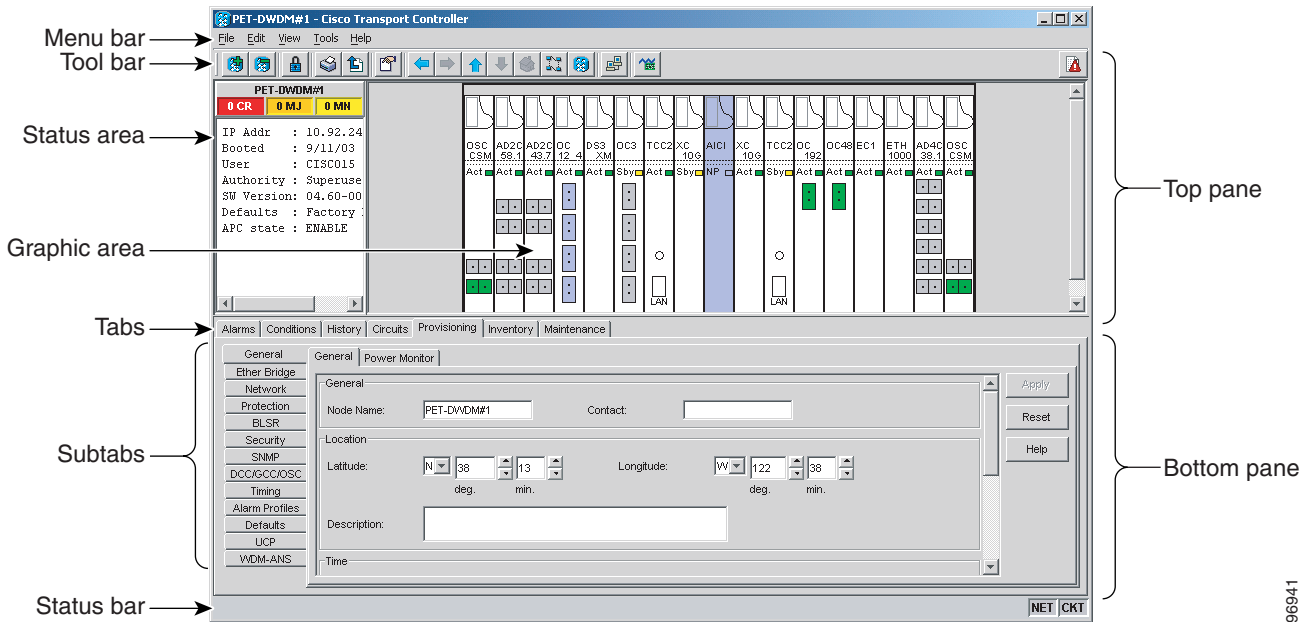 PET-DWDM#1 - Cisco Transport Controller
Menu bar
File Edit View Tools Help
Tool bar
PET-DWDM#1
0 CR 0 MJ 0 MN
Status area
IP Addr : 10.92.24
Booted : 9/11/03
User : CISCO15
Authority : Superuse
SW Version: 04.60-00
Defaults : Factory
APC state : ENABLE
Graphic area
OSC AD2C AD2C OC DS3 OC3 TCC2 XC AICI XC TCC2 OC OC48 EC1 ETH AD4C OSC
CSM 58.1 43.7 12_4 XM 10G 10G 192 1000 38.1 CSM
Act Act Act Act Act Sby Act Sby NP Act Sby Act Act Act Act Act Act
LAN LAN
Top pane
Tabs
Alarms Conditions History Circuits Provisioning Inventory Maintenance
Subtabs
General
Ether Bridge
Network
Protection
BLSR
Security
SNMP
DCC/GCC/OSC
Timing
Alarm Profiles
Defaults
UCP
WDM-ANS
General Power Monitor
General
Node Name: PET-DWDM#1 Contact:
Location
Latitude: N 38 13 Longitude: W 122 38
deg. min. deg. min.
Description:
Time
Apply
Reset
Help
Bottom pane
Status bar
NET CKT
96941